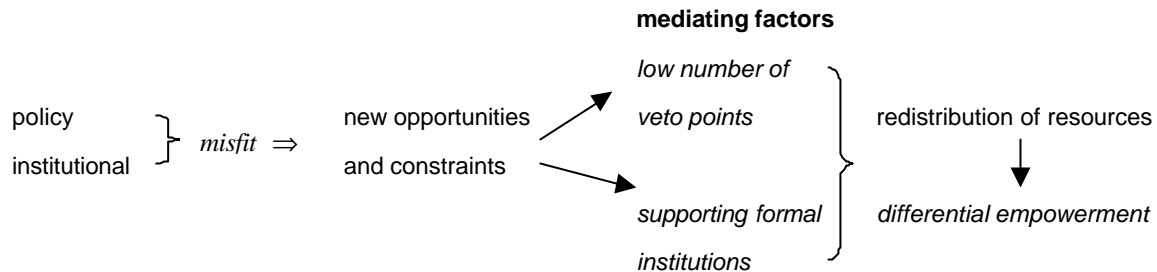 mediating factors
low number of
policy } misfit ⇒ new opportunities veto points redistribution of resources
institutional and constraints
supporting formal differential empowerment
institutions